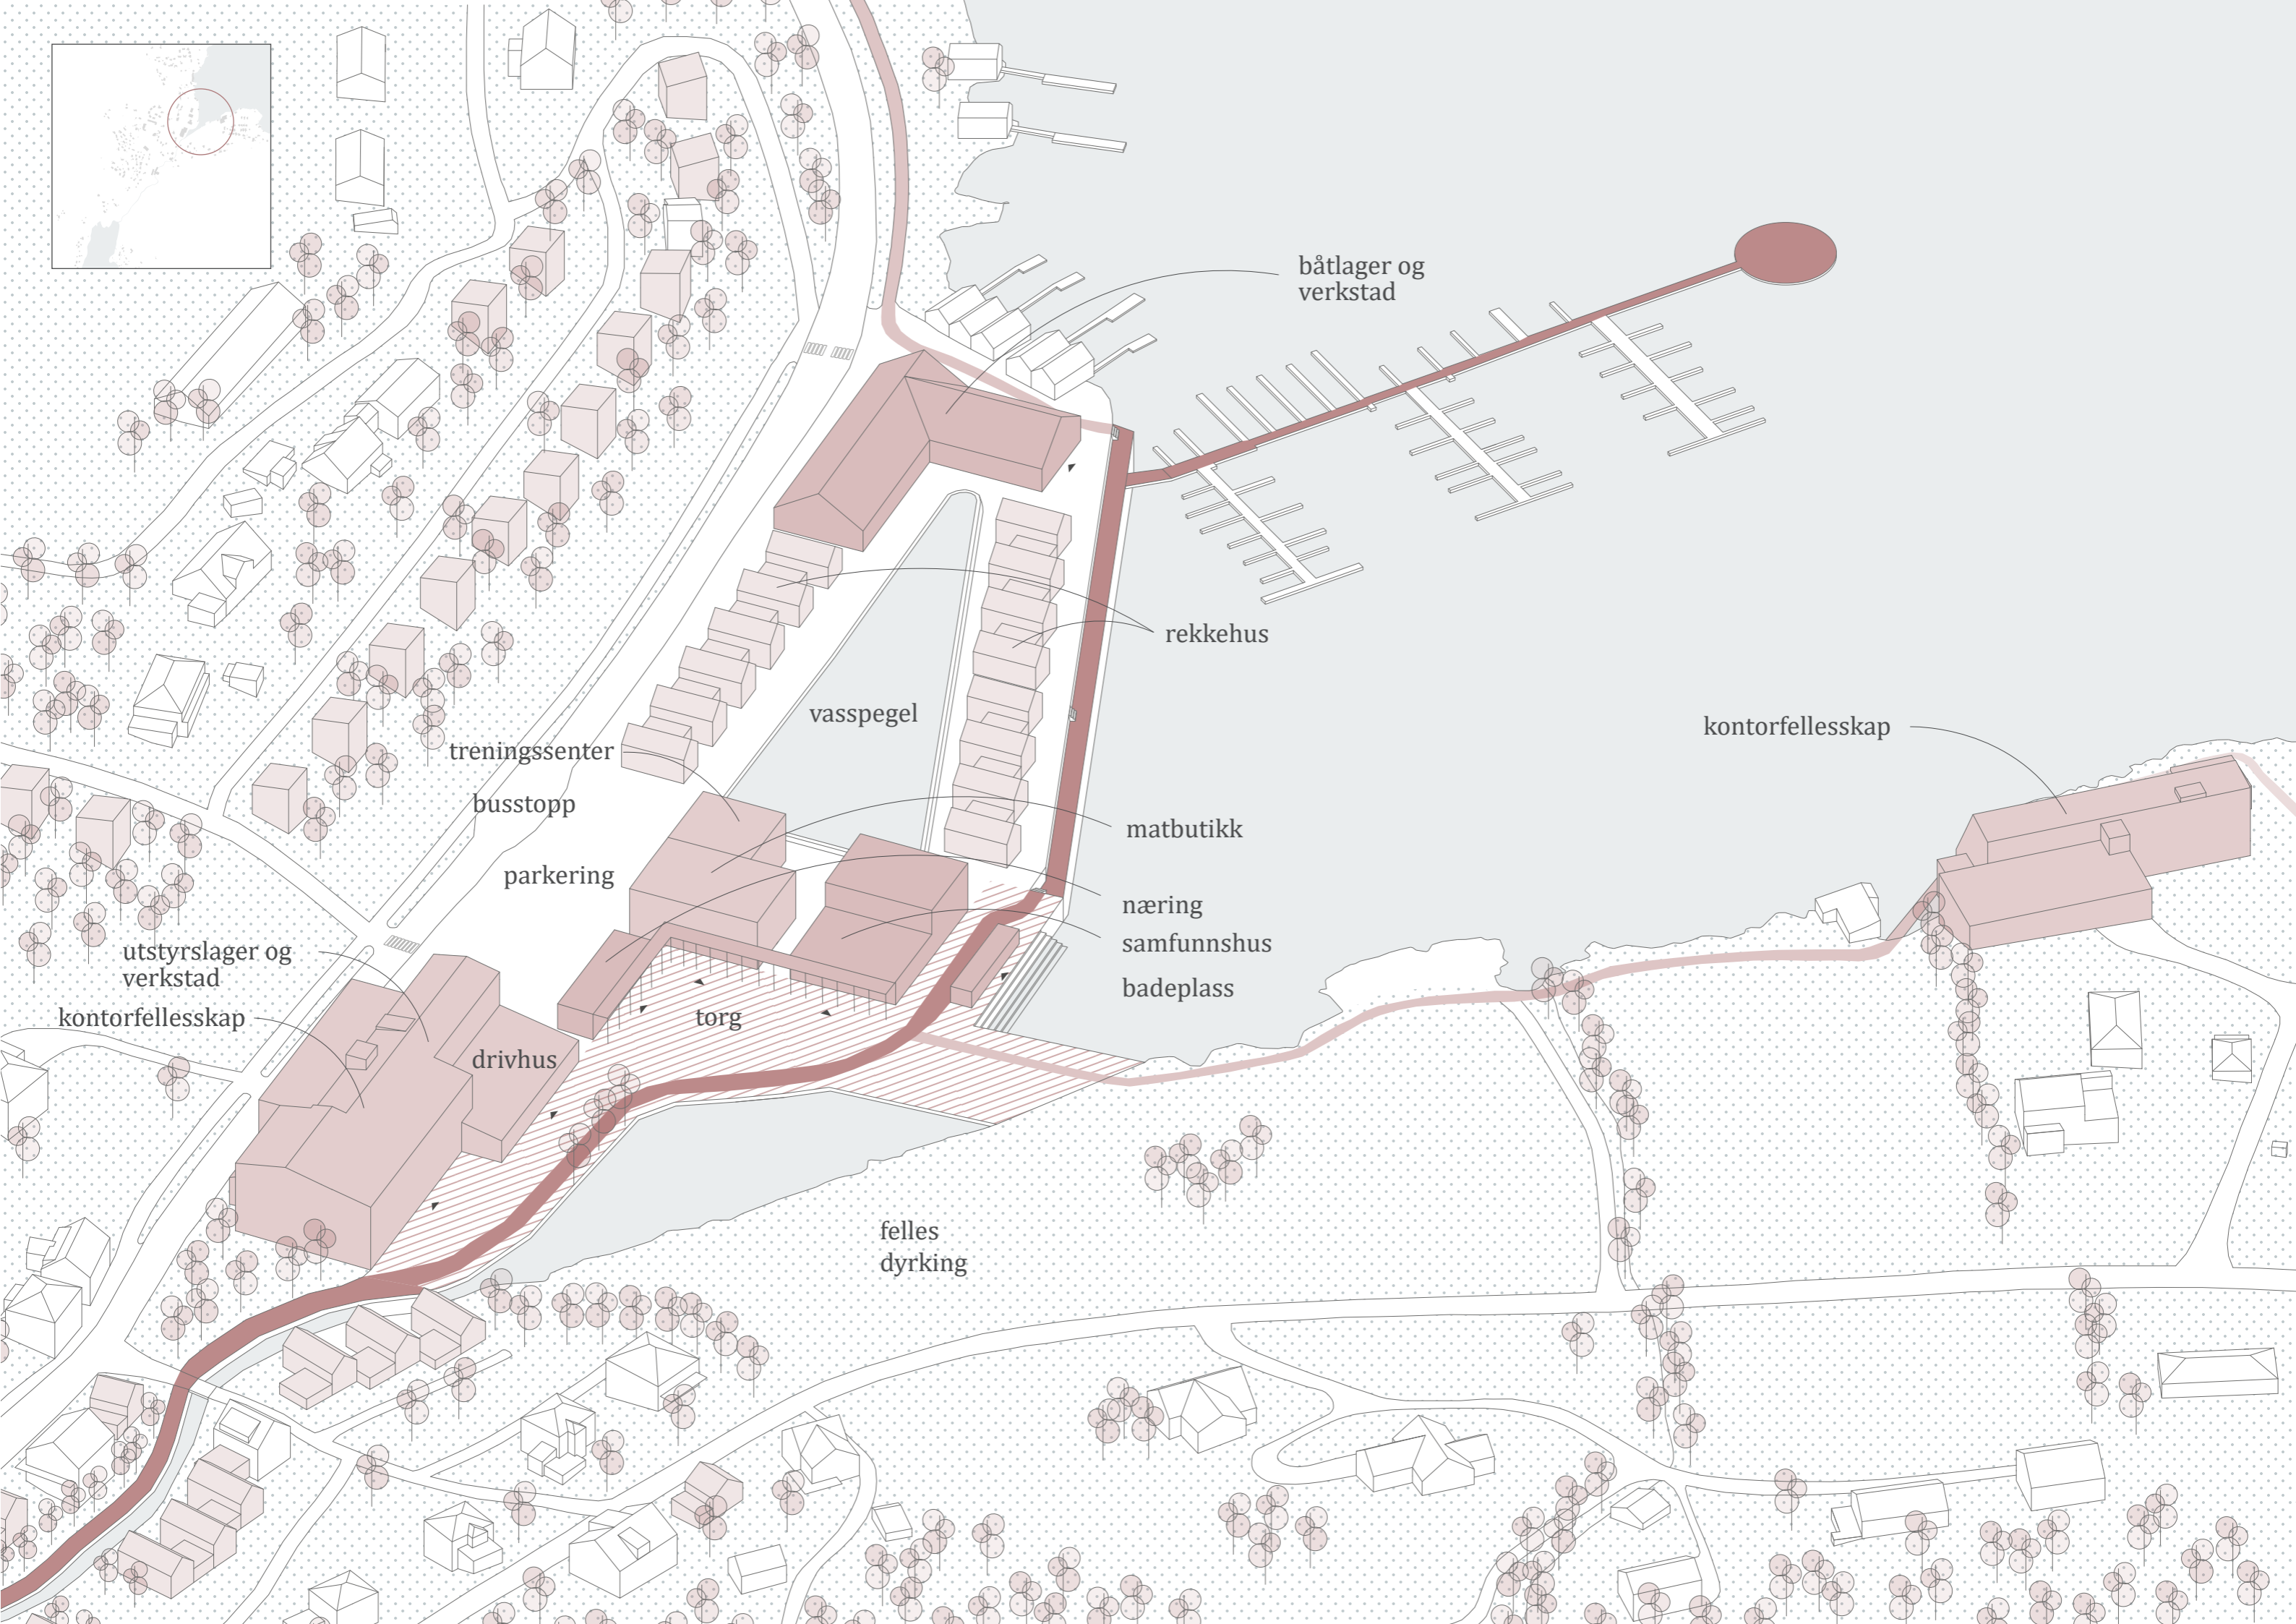 båtlager og
verkstad
rekkehus
vasspegel
kontorfellesskap
treningssenter
busstopp
matbutikk
parkering
næring
samfunnshus
utstyrslager og
verkstad
badeplass
kontorfellesskap
torg
drivhus
felles
dyrking